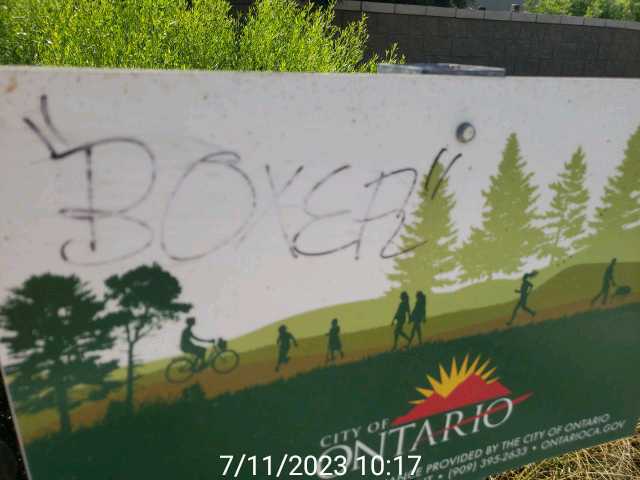 "BOXER"
CITY OF
ONTARIO
PROVIDED BY THE CITY OF ONTARIO
(909) 395-2633 • ONTARIOCA.GOV
7/11/2023 10:17